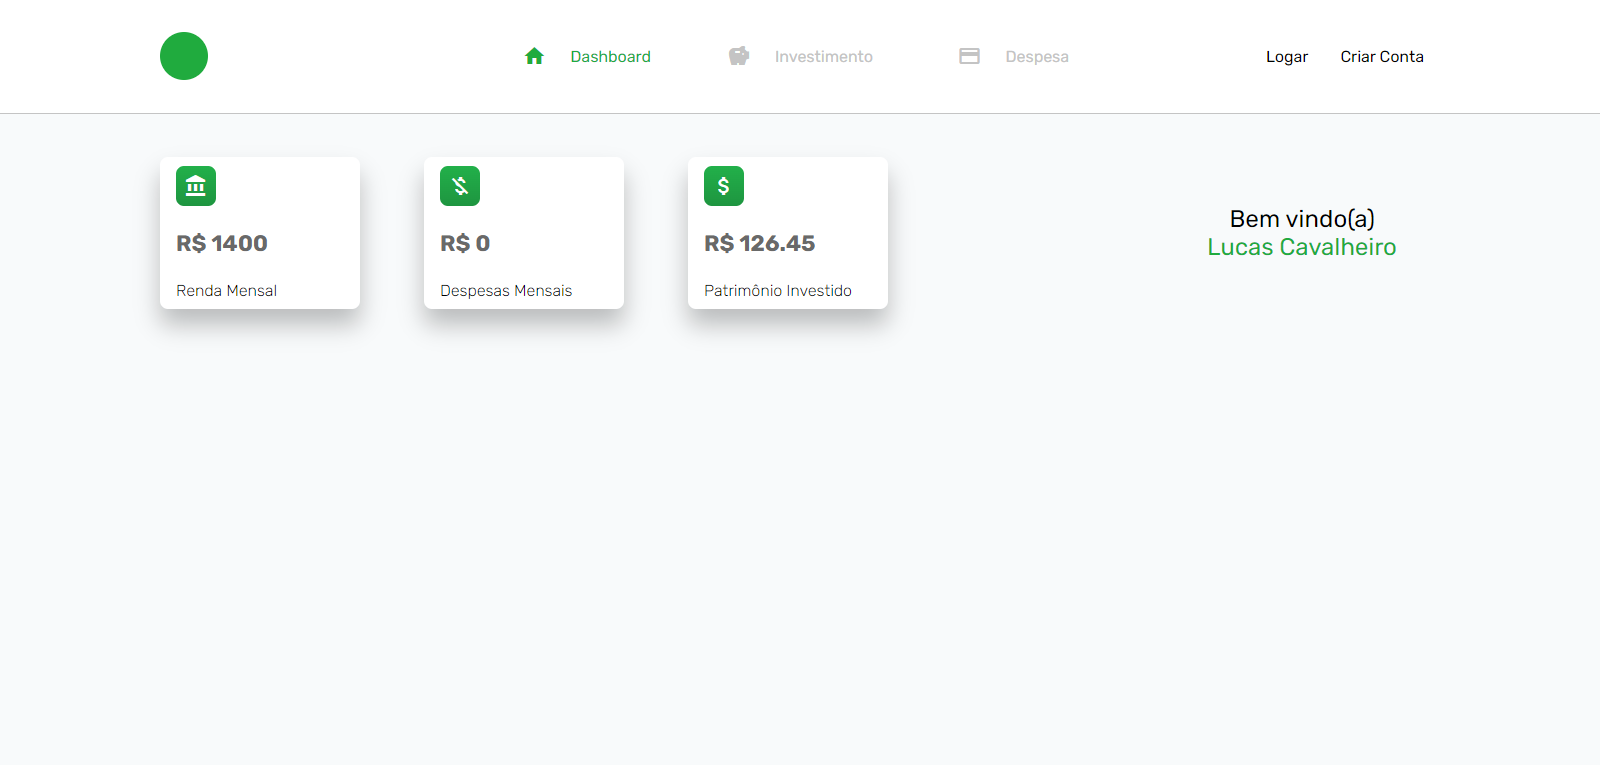 Dashboard
Investimento
Despesa
Logar
Criar Conta
R$ 1400
Renda Mensal
R$ 0
Despesas Mensais
R$ 126.45
Patrimônio Investido
Bem vindo(a)
Lucas Cavalheiro